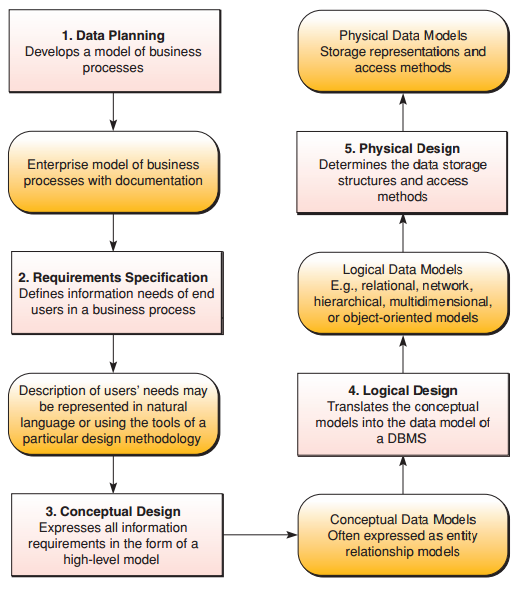 1. Data Planning
Develops a model of business
processes
Enterprise model of business
processes with documentation
2. Requirements Specification
Defines information needs of end
users in a business process
Description of users' needs may
be represented in natural
language or using the tools of a
particular design methodology
3. Conceptual Design
Expresses all information
requirements in the form of a
high-level model
Conceptual Data Models
Often expressed as entity
relationship models
4. Logical Design
Translates the conceptual
models into the data model of
a DBMS
Logical Data Models
E.g., relational, network,
hierarchical, multidimensional,
or object-oriented models
5. Physical Design
Determines the data storage
structures and access
methods
Physical Data Models
Storage representations and
access methods